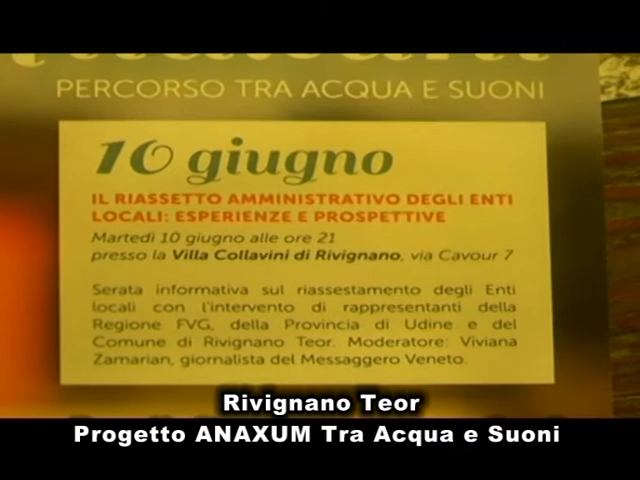 PERCORSO TRA ACQUA E SUONI
10 giugno
IL RIASSETTO AMMINISTRATIVO DEGLI ENTI
LOCALI: ESPERIENZE E PROSPETTIVE
Martedì 10 giugno alle ore 21
presso la Villa Collavini di Rivignano, via Cavour 7
Serata informativa sul riassestamento degli Enti
locali con l'intervento di rappresentanti della
Regione FVG, della Provincia di Udine e del
Comune di Rivignano Teor. Moderatore: Viviana
Zamarian, giornalista del Messaggero Veneto.
Rivignano Teor
Progetto ANAXUM Tra Acqua e Suoni